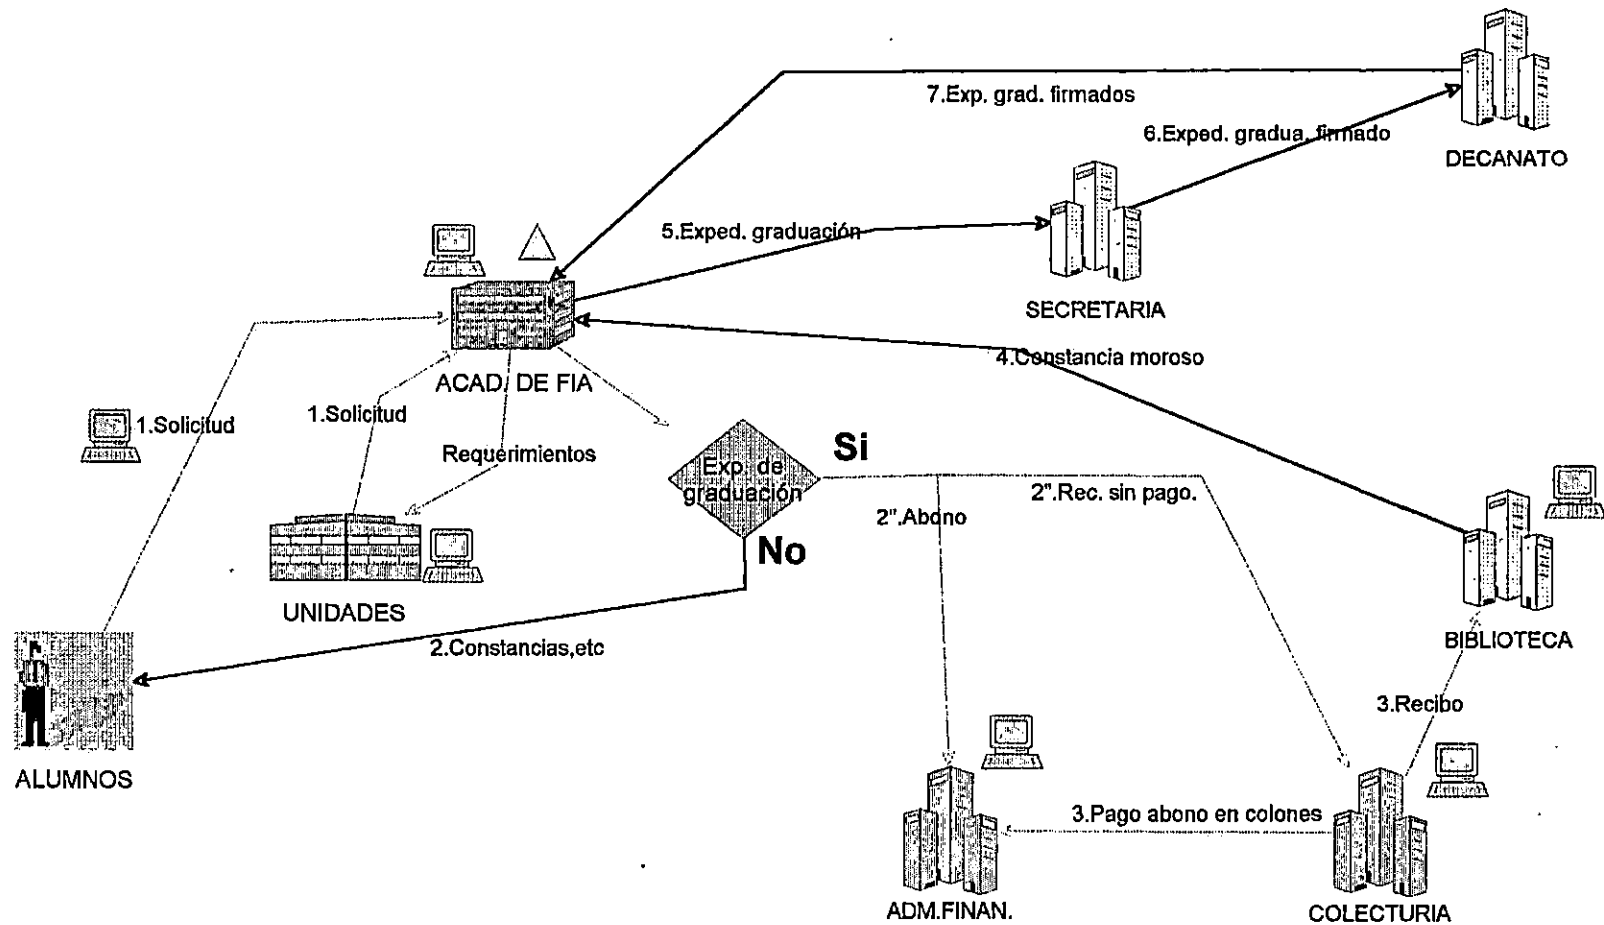 7.Exp. grad. firmados
6.Exped. gradua. firmado
DECANATO
5.Exped. graduación
SECRETARIA
4.Constancia moroso
ACAD. DE FIA
1.Solicitud
1.Solicitud
Requerimientos
Si
Exp. de
graduación
2".Rec. sin pago.
2".Abono
No
UNIDADES
2.Constancias,etc
BIBLIOTECA
3.Recibo
ALUMNOS
3.Pago abono en colones
ADM.FINAN.
COLECTURIA